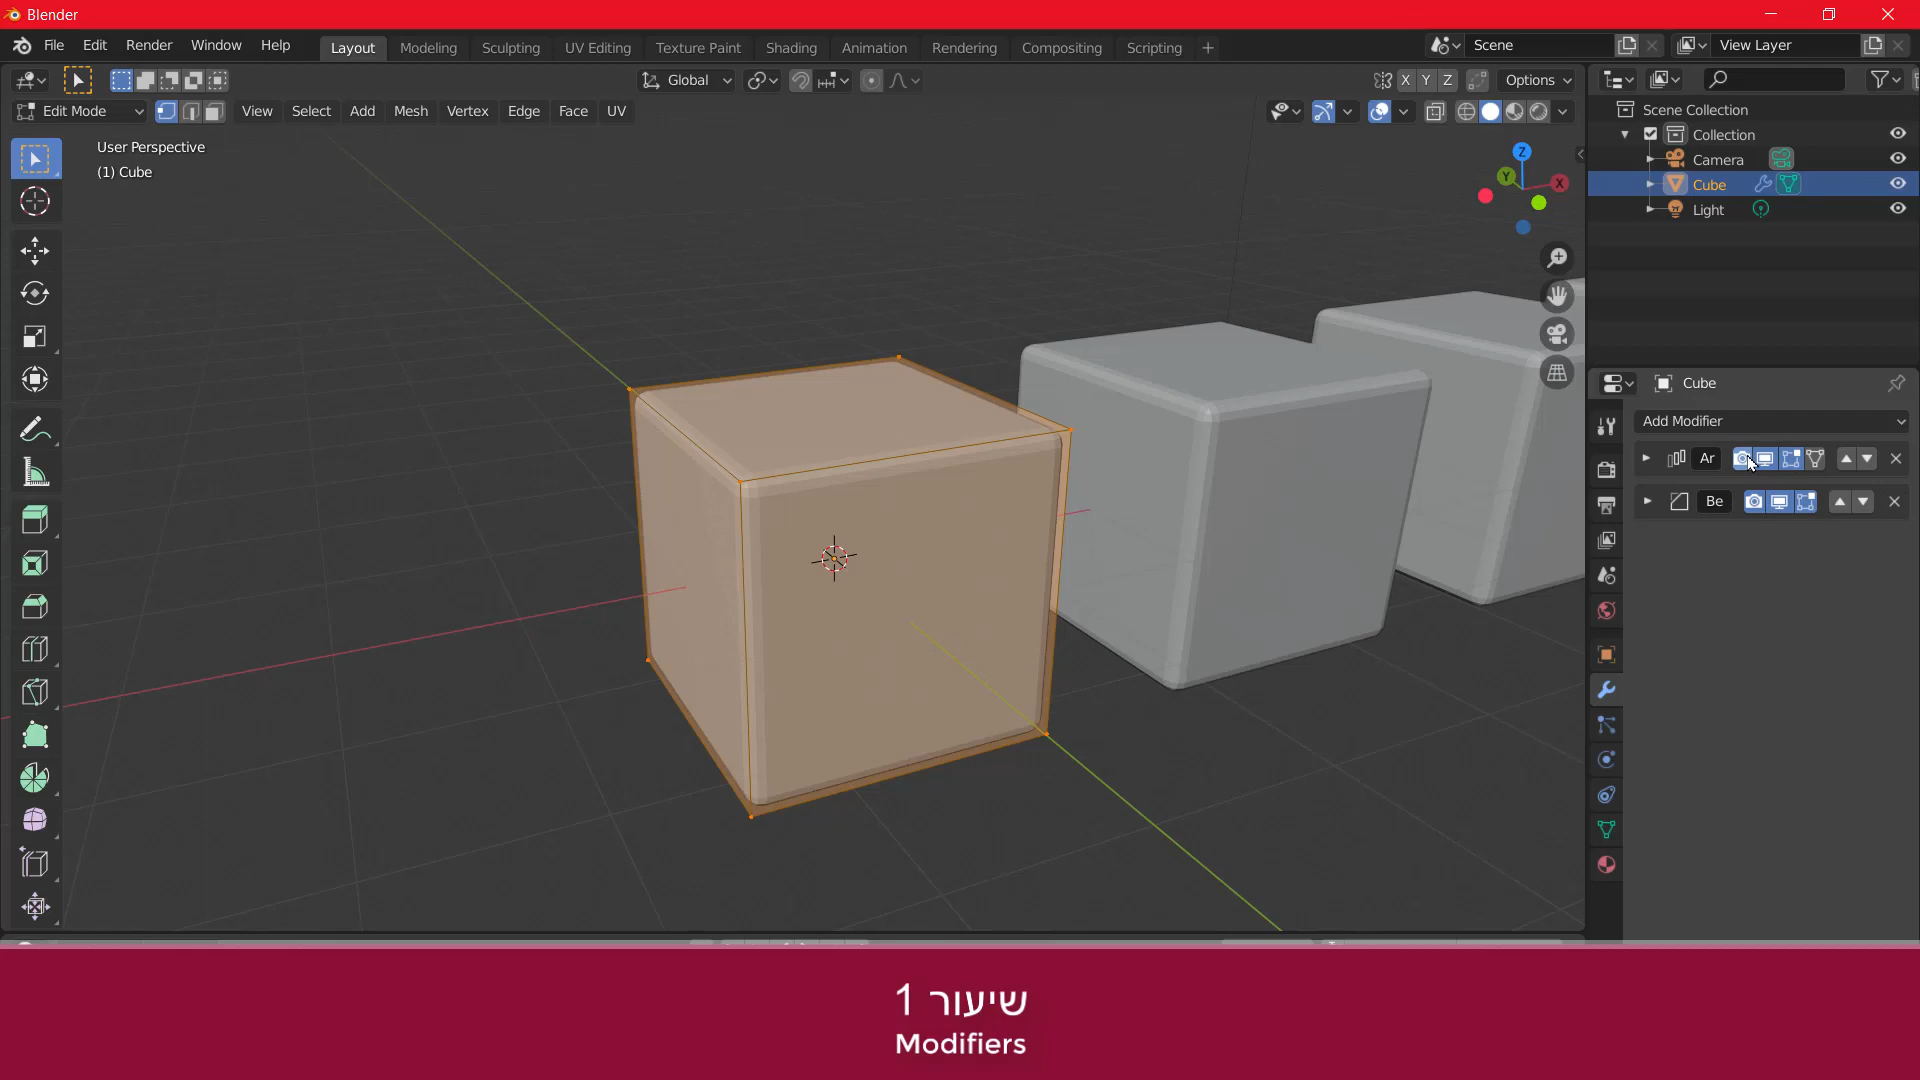 Blender
File Edit Render Window Help
Layout Modeling Sculpting UV Editing Texture Paint Shading Animation Rendering Compositing Scripting
Scene
View Layer
Global
X Y Z
Options
Edit Mode
View Select Add Mesh Vertex Edge Face UV
User Perspective
(1) Cube
Z
Y
X
Scene Collection
Collection
Camera
Cube
Light
Cube
Add Modifier
Ar
Be
שיעור 1
Modifiers